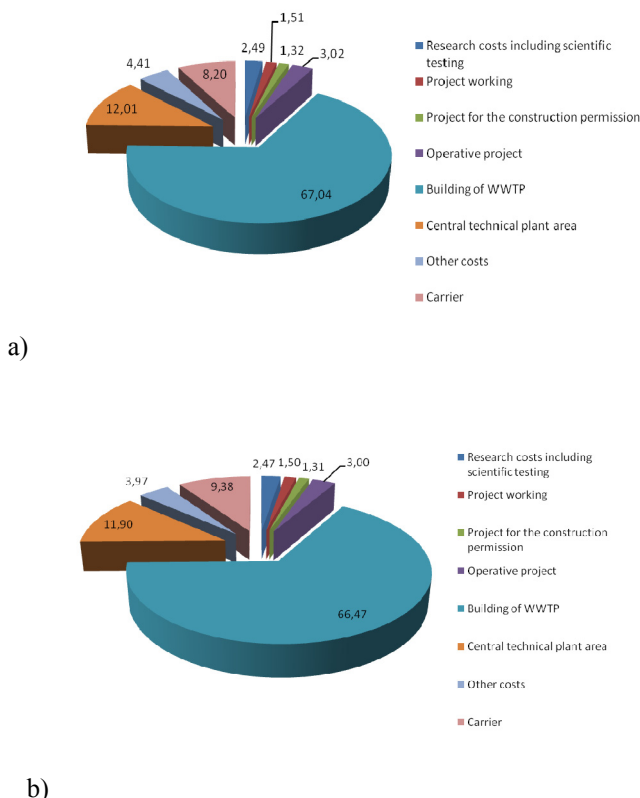 1,51
2,49
1,32
3,02
4,41
8,20
12,01
67,04
Research costs including scientific
testing
Project working
Project for the construction permission
Operative project
Building of WWTP
Central technical plant area
Other costs
Carrier
a)
2,47
1,50
1,31
3,00
3,97
9,38
11,90
66,47
Research costs including
scientific testing
Project working
Project for the construction
permission
Operative project
Building of WWTP
Central technical plant area
Other costs
Carrier
b)